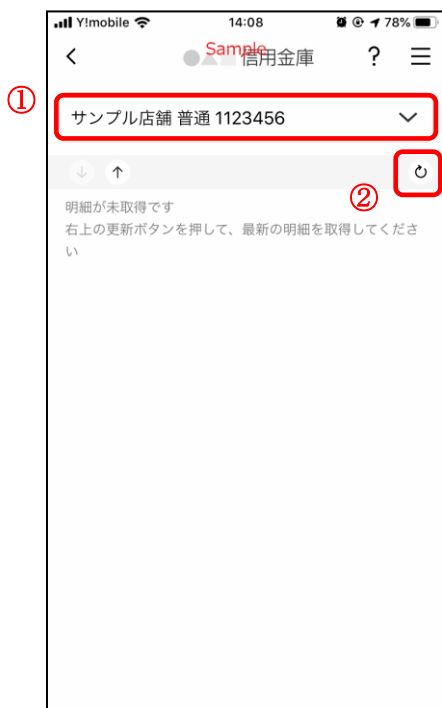 Y!mobile 14:08 78%
●▲■信用金庫 ?
Sample
①
サンプル店舗 普通 1123456
↓ ↑
②
明細が未取得です
右上の更新ボタンを押して、最新の明細を取得してくださ
い